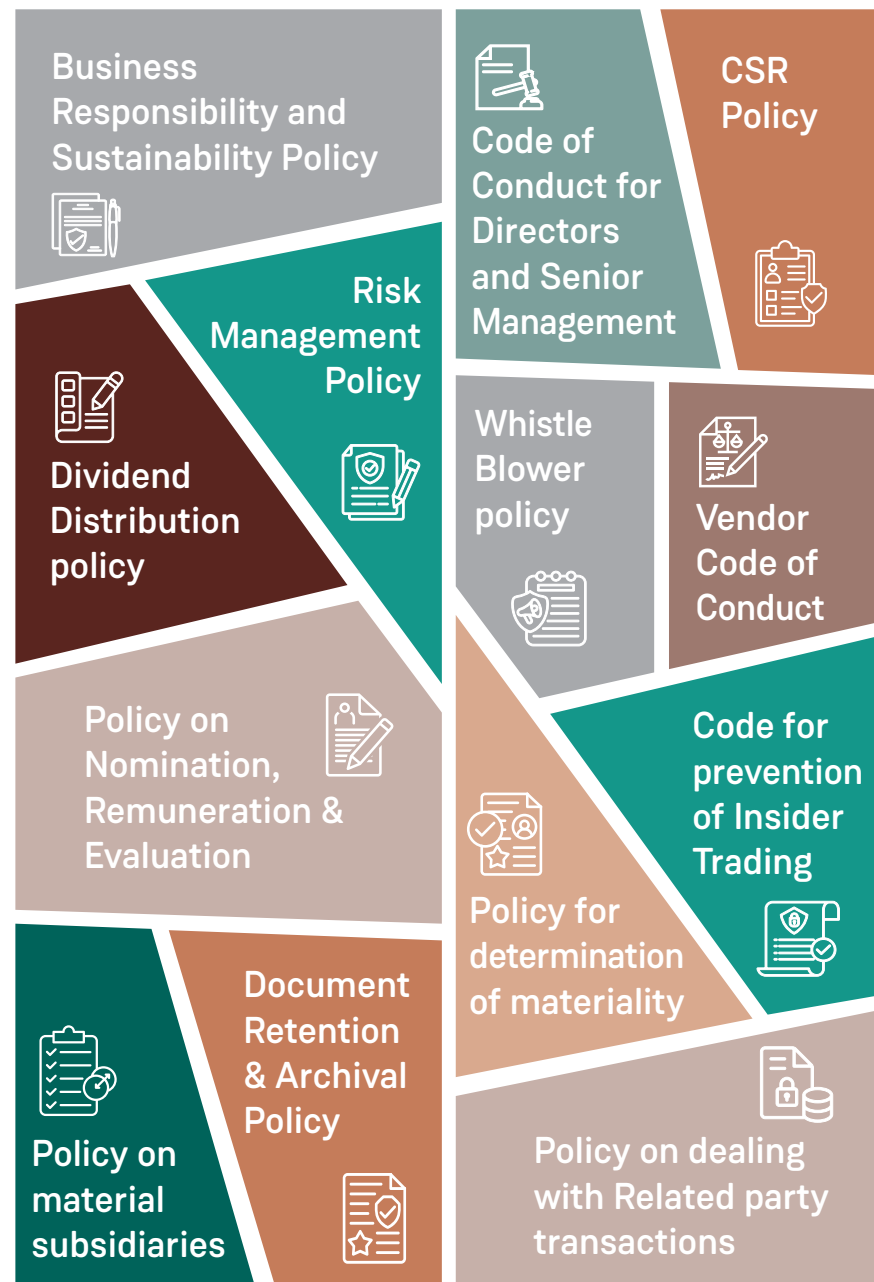 Business
Responsibility and
Sustainability Policy
Risk
Management
Policy
Dividend
Distribution
policy
Policy on
Nomination,
Remuneration &
Evaluation
Document
Retention
& Archival
Policy
Policy on
material
subsidiaries
Code of
Conduct for
Directors
and Senior
Management
CSR
Policy
Whistle
Blower
policy
Vendor
Code of
Conduct
Code for
prevention
of Insider
Trading
Policy for
determination
of materiality
Policy on dealing
with Related party
transactions